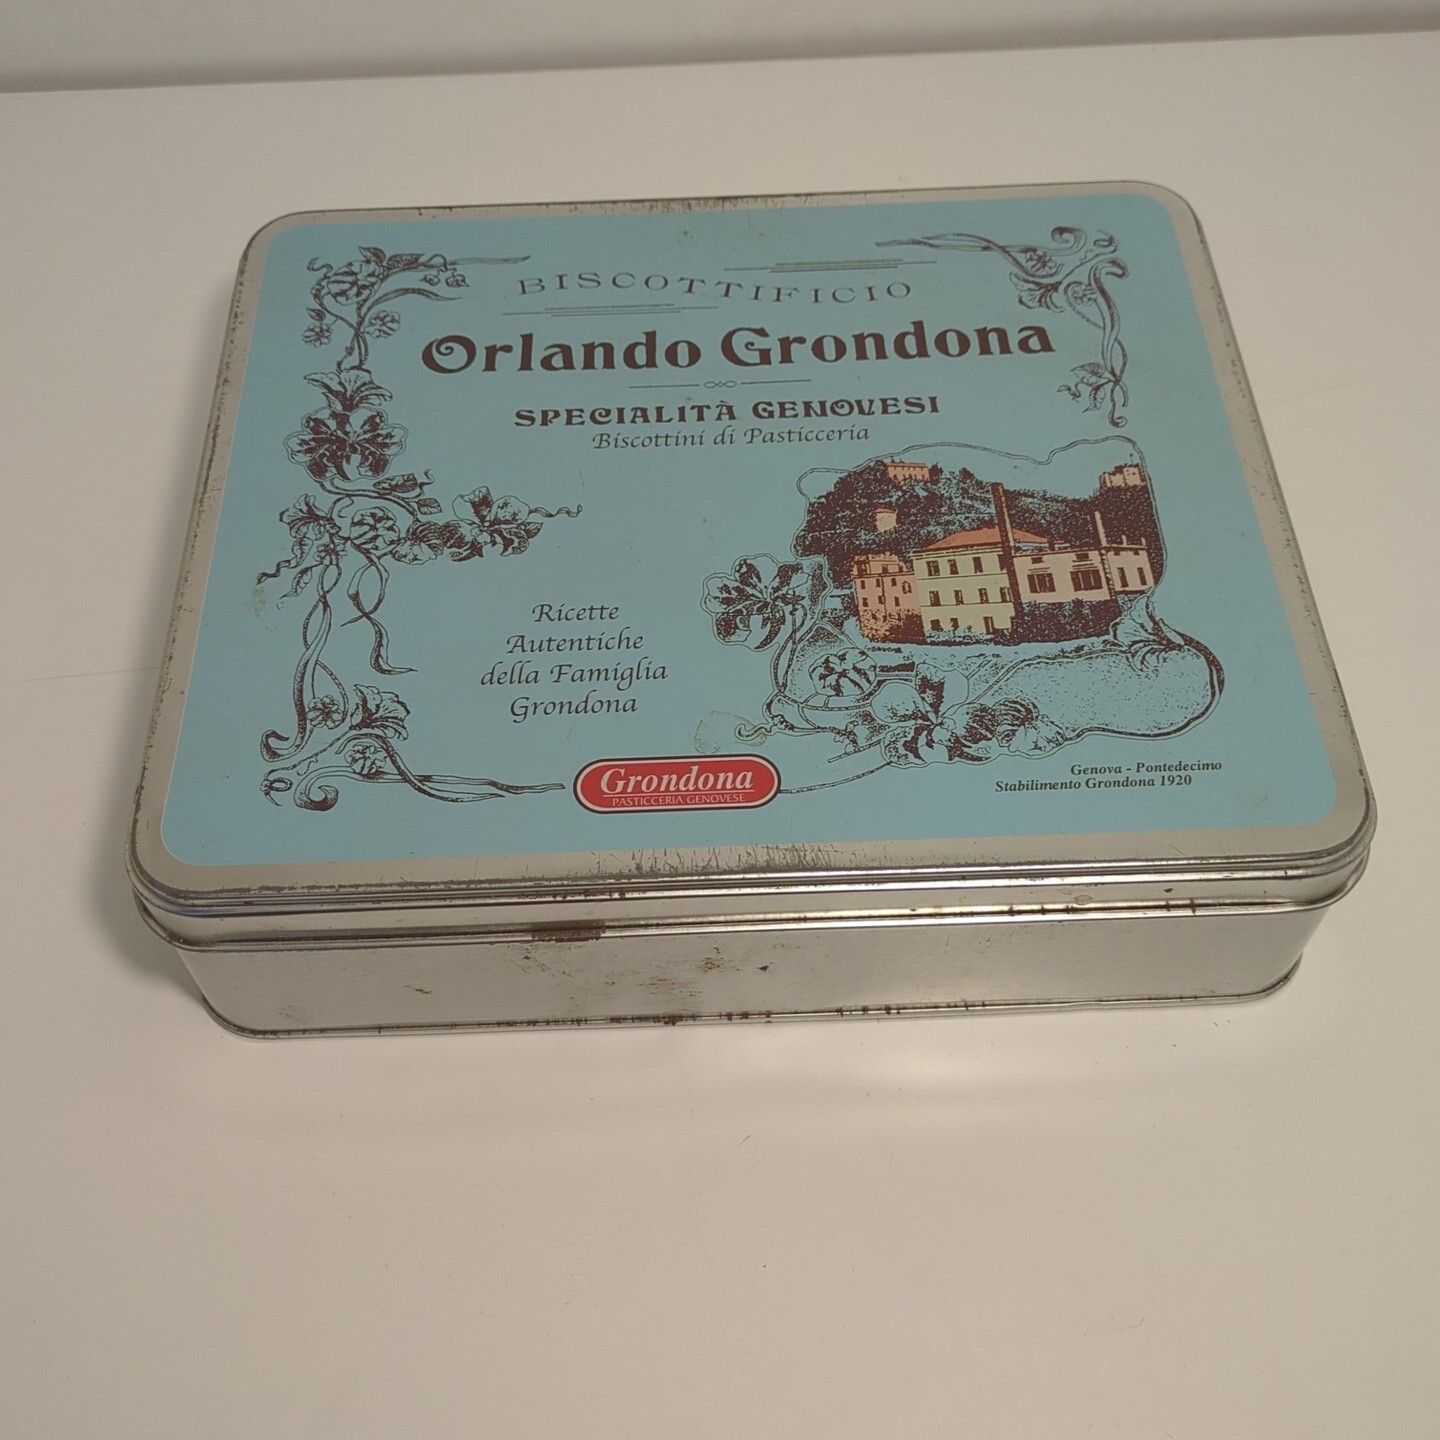 BISCOTTIFICIO
Orlando Grondona
SPECIALITÀ GENOVESI
Biscottini di Pasticceria
Ricette
Autentiche
della Famiglia
Grondona
Grondona
PASTICCERIA GENOVESE
Genova - Pontedecimo
Stabilimento Grondona 1920